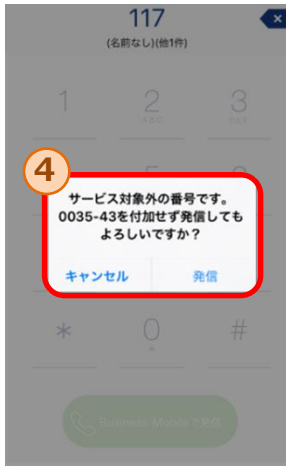 117
(名前なし)(他1件)
1
2
ABC
3
DEF
4
サービス対象外の番号です。
0035-43を付加せず発信しても
よろしいですか？
キャンセル
発信
*
0
#
Business Mobileで発信